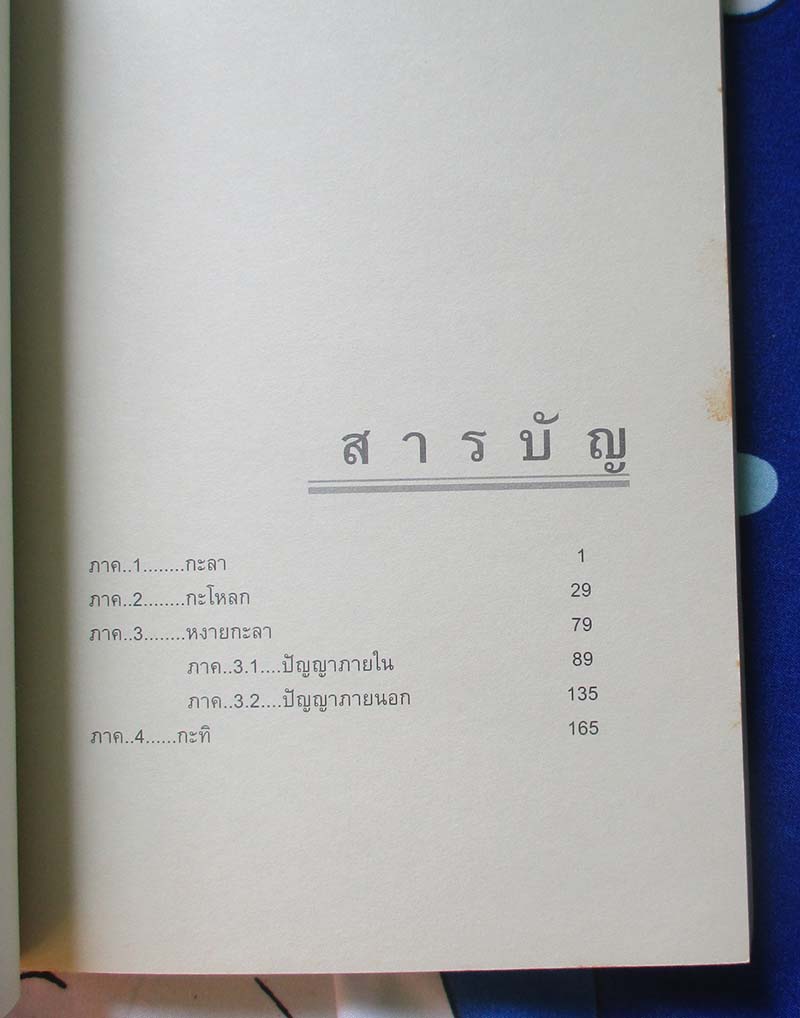 ส า ร บั ญ
ภาค..1........กะลา 1
ภาค..2........กะโหลก 29
ภาค..3........หงายกะลา 79
ภาค..3.1....ปัญญาภายใน 89
ภาค..3.2....ปัญญาภายนอก 135
ภาค..4......กะทิ 165